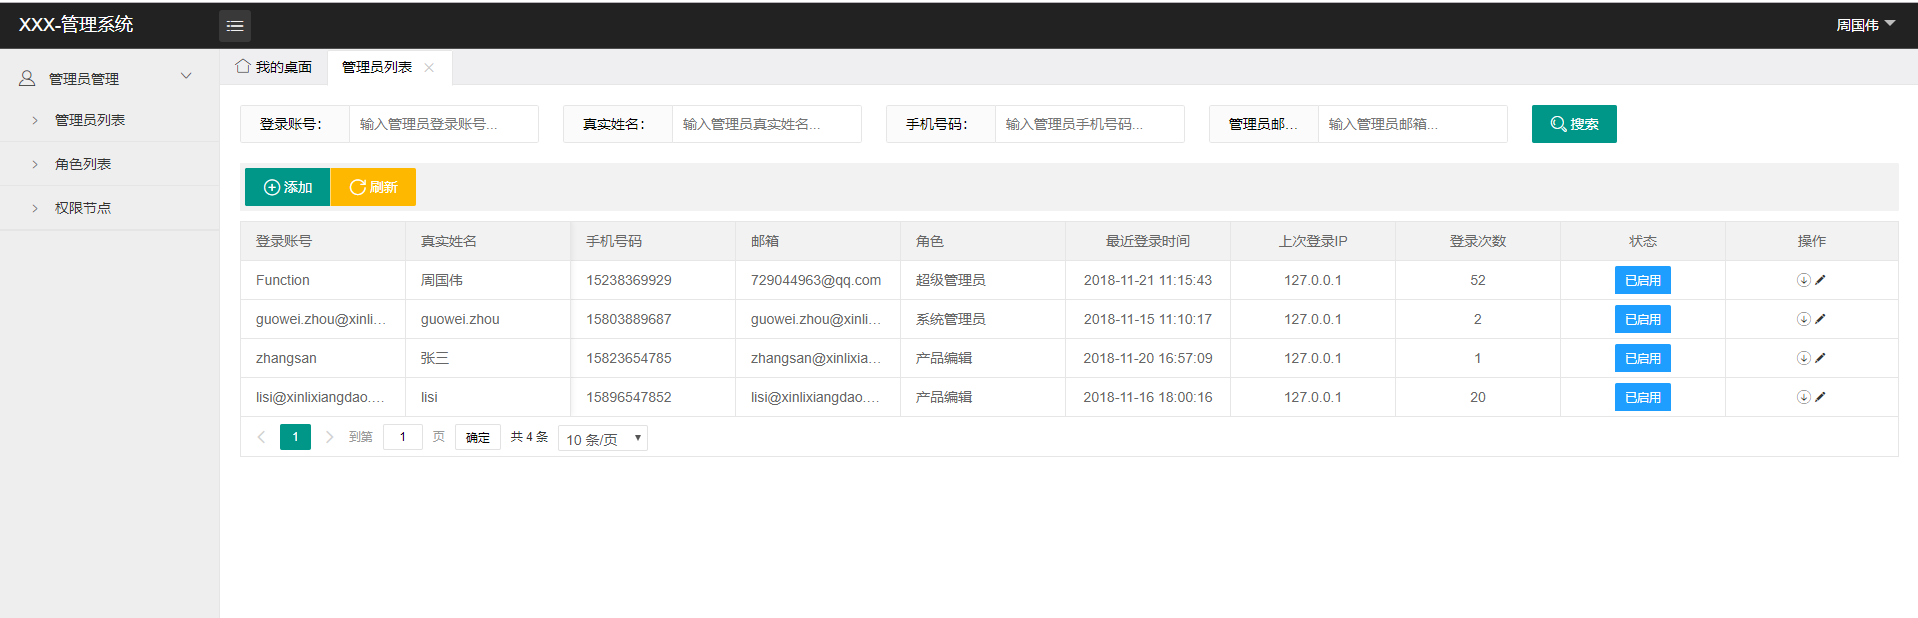 XXX-管理系统 周国伟
管理员管理
管理员列表
角色列表
权限节点
我的桌面 管理员列表
登录账号： 输入管理员登录账号... 真实姓名： 输入管理员真实姓名... 手机号码： 输入管理员手机号码... 管理员邮... 输入管理员邮箱... 搜索
添加 刷新
登录账号 真实姓名 手机号码 邮箱 角色 最近登录时间 上次登录IP 登录次数 状态 操作
Function 周国伟 15238369929 729044963@qq.com 超级管理员 2018-11-21 11:15:43 127.0.0.1 52 已启用
guowei.zhou@xinli... guowei.zhou 15803889687 guowei.zhou@xinli... 系统管理员 2018-11-15 11:10:17 127.0.0.1 2 已启用
zhangsan 张三 15823654785 zhangsan@xinlixia... 产品编辑 2018-11-20 16:57:09 127.0.0.1 1 已启用
lisi@xinlixiangdao.... lisi 15896547852 lisi@xinlixiangdao.... 产品编辑 2018-11-16 18:00:16 127.0.0.1 20 已启用
1 到第 1 页 确定 共 4 条 10 条/页